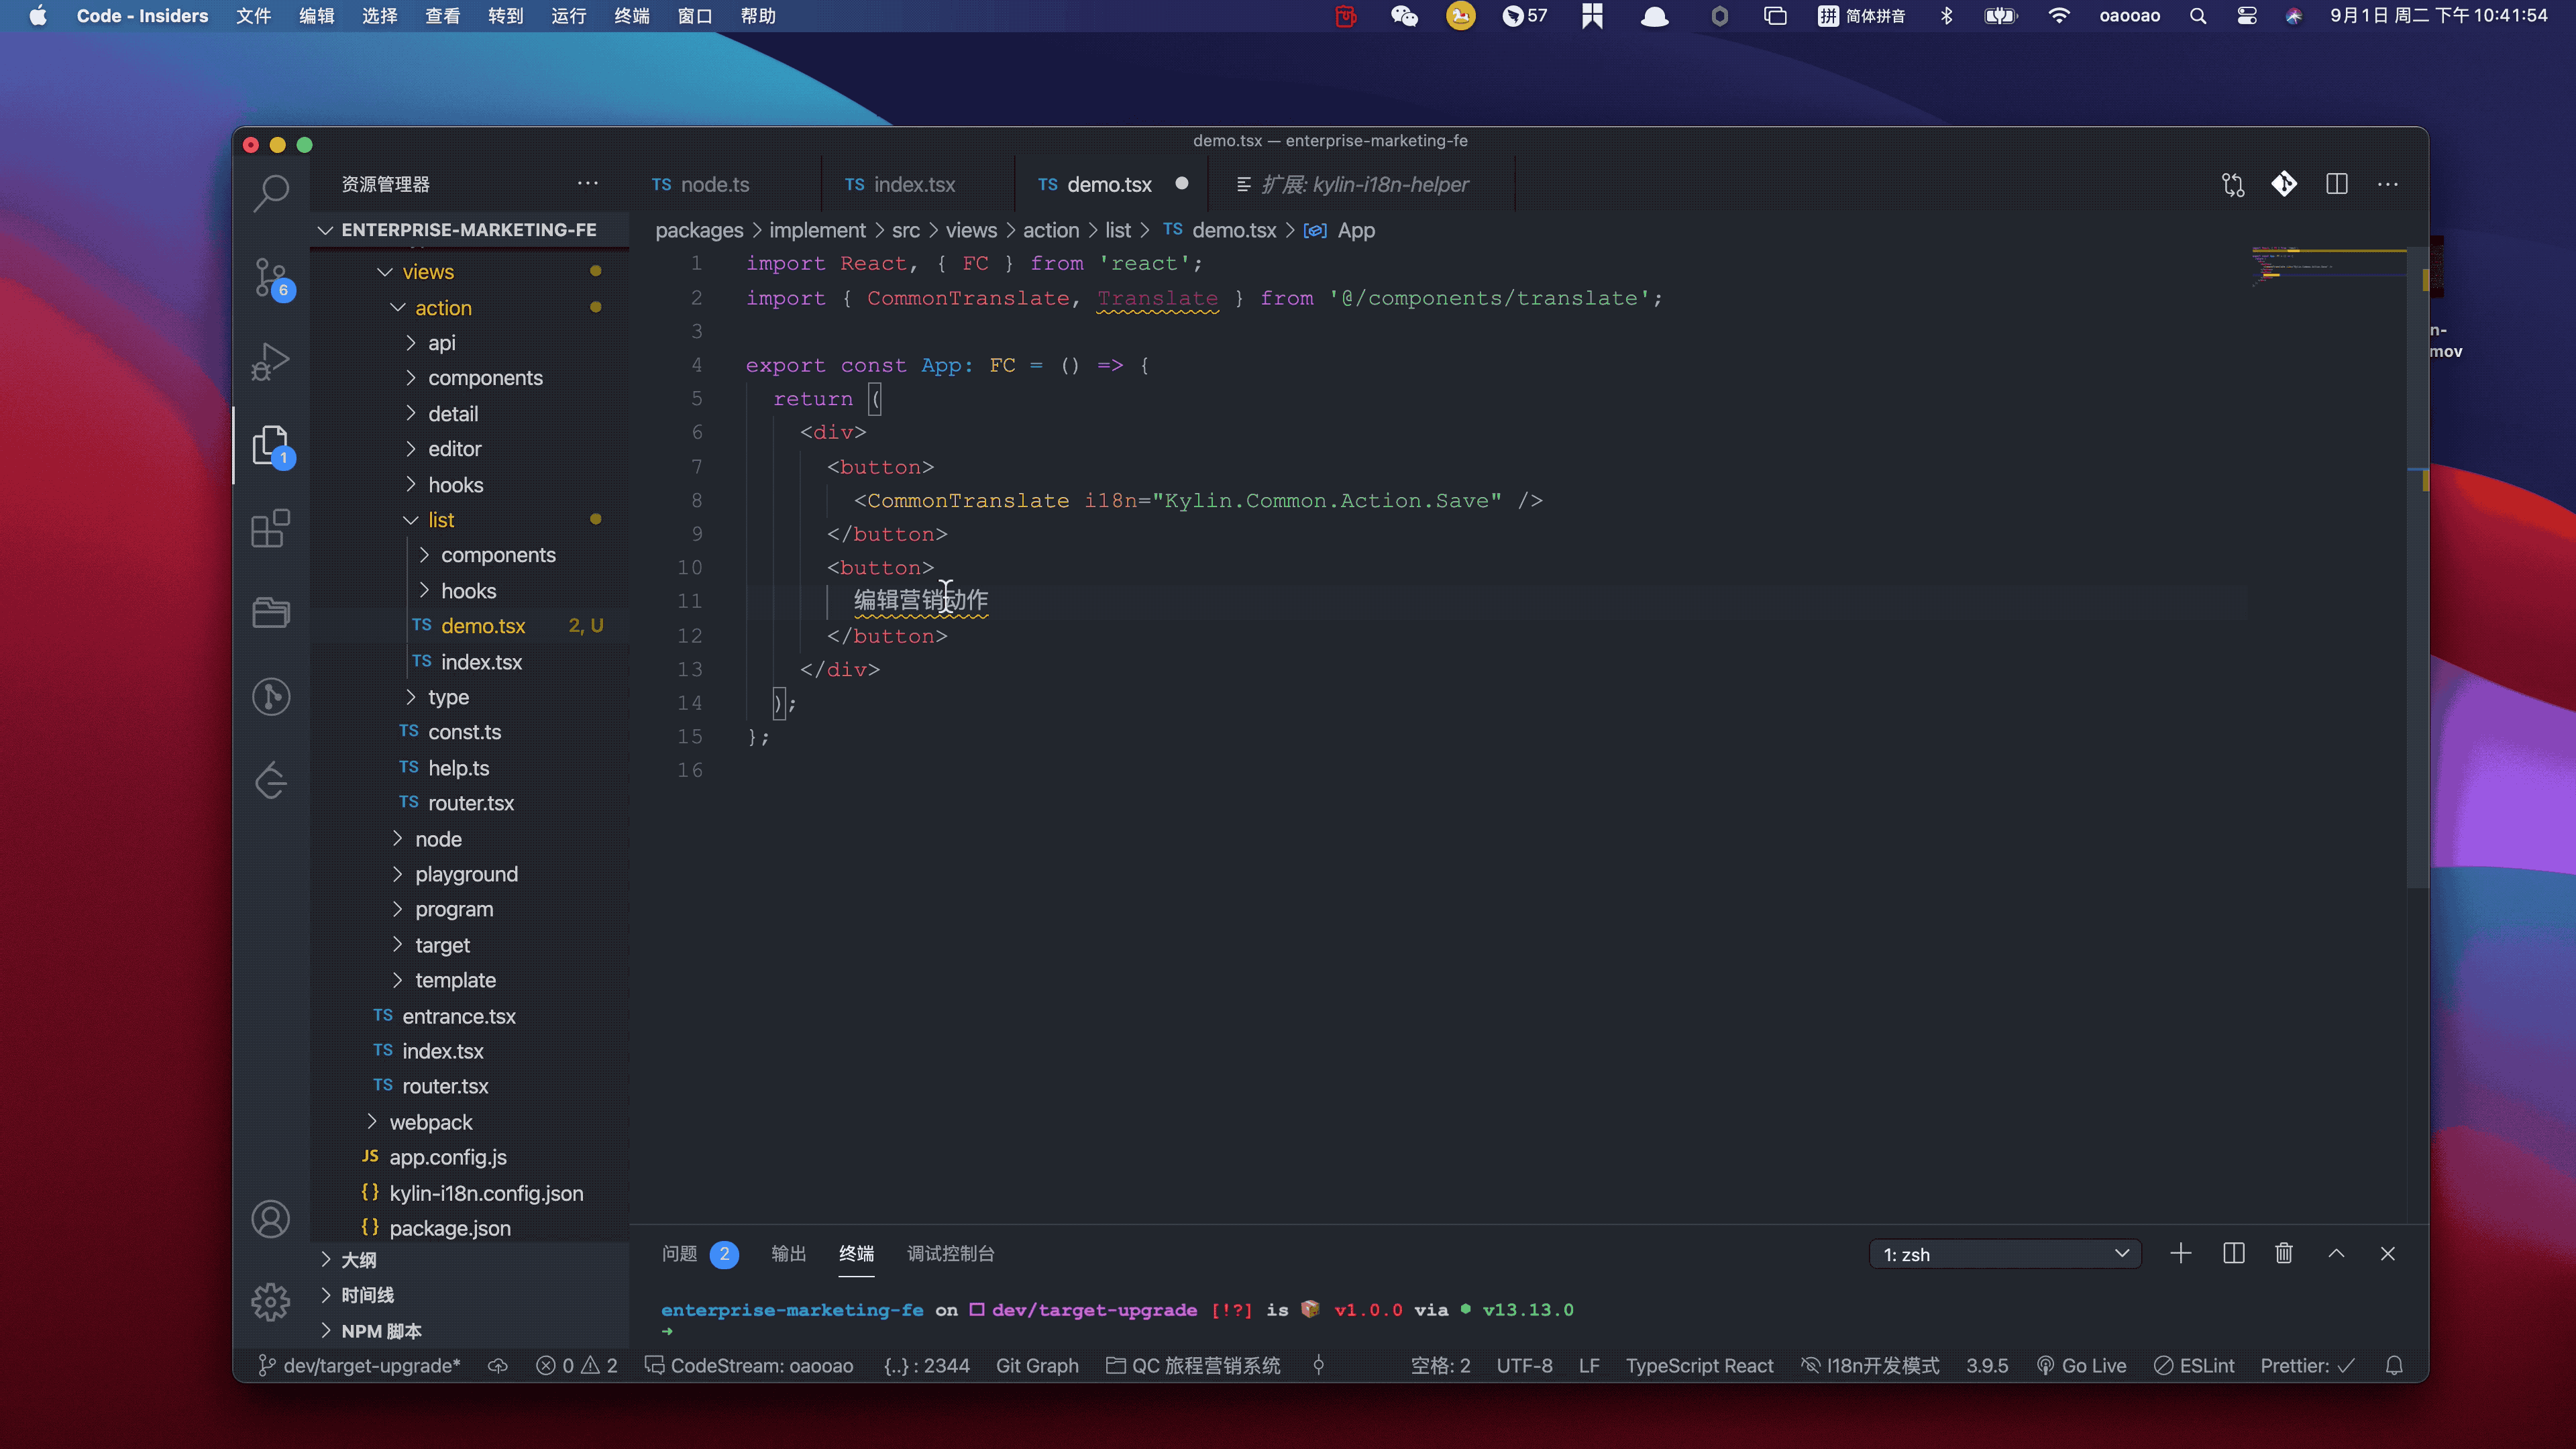 Code - Insiders 文件 编辑 选择 查看 转到 运行 终端 窗口 帮助 57 拼 简体拼音 oaooao 9月1日 周二 下午 10:41:54
demo.tsx — enterprise-marketing-fe
资源管理器 ···
TS node.ts TS index.tsx TS demo.tsx 扩展: kylin-i18n-helper ···
ENTERPRISE-MARKETING-FE
packages > implement > src > views > action > list > TS demo.tsx > App
views
action
api
components
detail
editor
hooks
list
components
hooks
TS demo.tsx 2, U
TS index.tsx
type
TS const.ts
TS help.ts
TS router.tsx
node
playground
program
target
template
TS entrance.tsx
TS index.tsx
TS router.tsx
webpack
JS app.config.js
{} kylin-i18n.config.json
{} package.json
大纲
时间线
NPM 脚本
6
1
1 import React, { FC } from 'react';
2 import { CommonTranslate, Translate } from '@/components/translate';
3
4 export const App: FC = () => {
5 return (
6 <div>
7 <button>
8 <CommonTranslate i18n="Kylin.Common.Action.Save" />
9 </button>
10 <button>
11 编辑营销动作
12 </button>
13 </div>
14 );
15 };
16
n-
mov
问题 2 输出 终端 调试控制台 1: zsh
enterprise-marketing-fe on dev/target-upgrade [!?] is 📦 v1.0.0 via ⬢ v13.13.0
➜
dev/target-upgrade* 0 2 CodeStream: oaooao {..} : 2344 Git Graph QC 旅程营销系统 空格: 2 UTF-8 LF TypeScript React I18n开发模式 3.9.5 Go Live ESLint Prettier: ✓